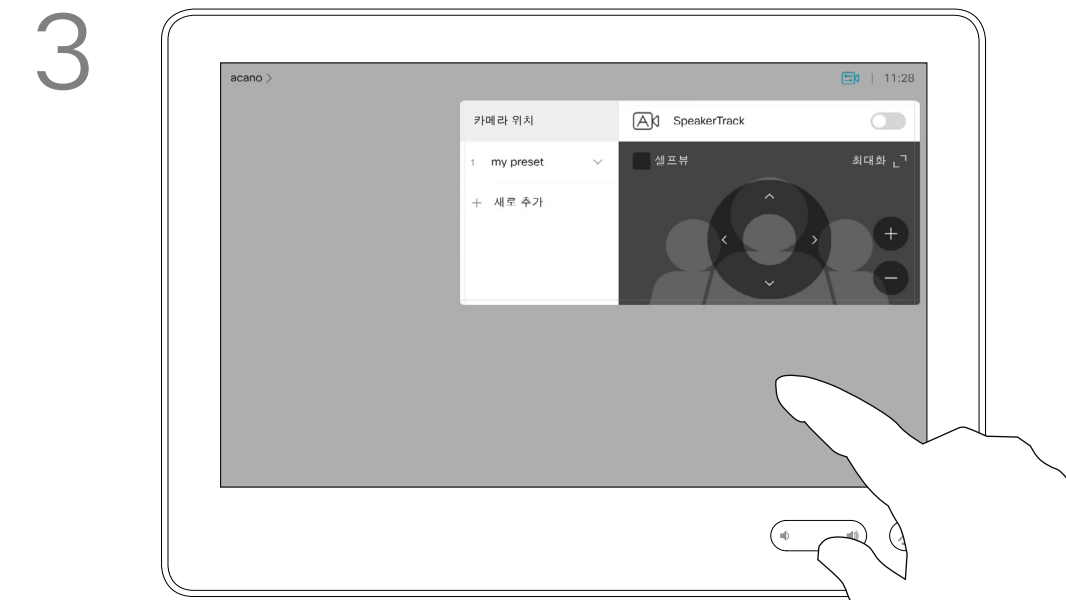 3
acano >
| 11:28
카메라 위치
SpeakerTrack
1 my preset
셀프뷰
최대화
+ 새로 추가